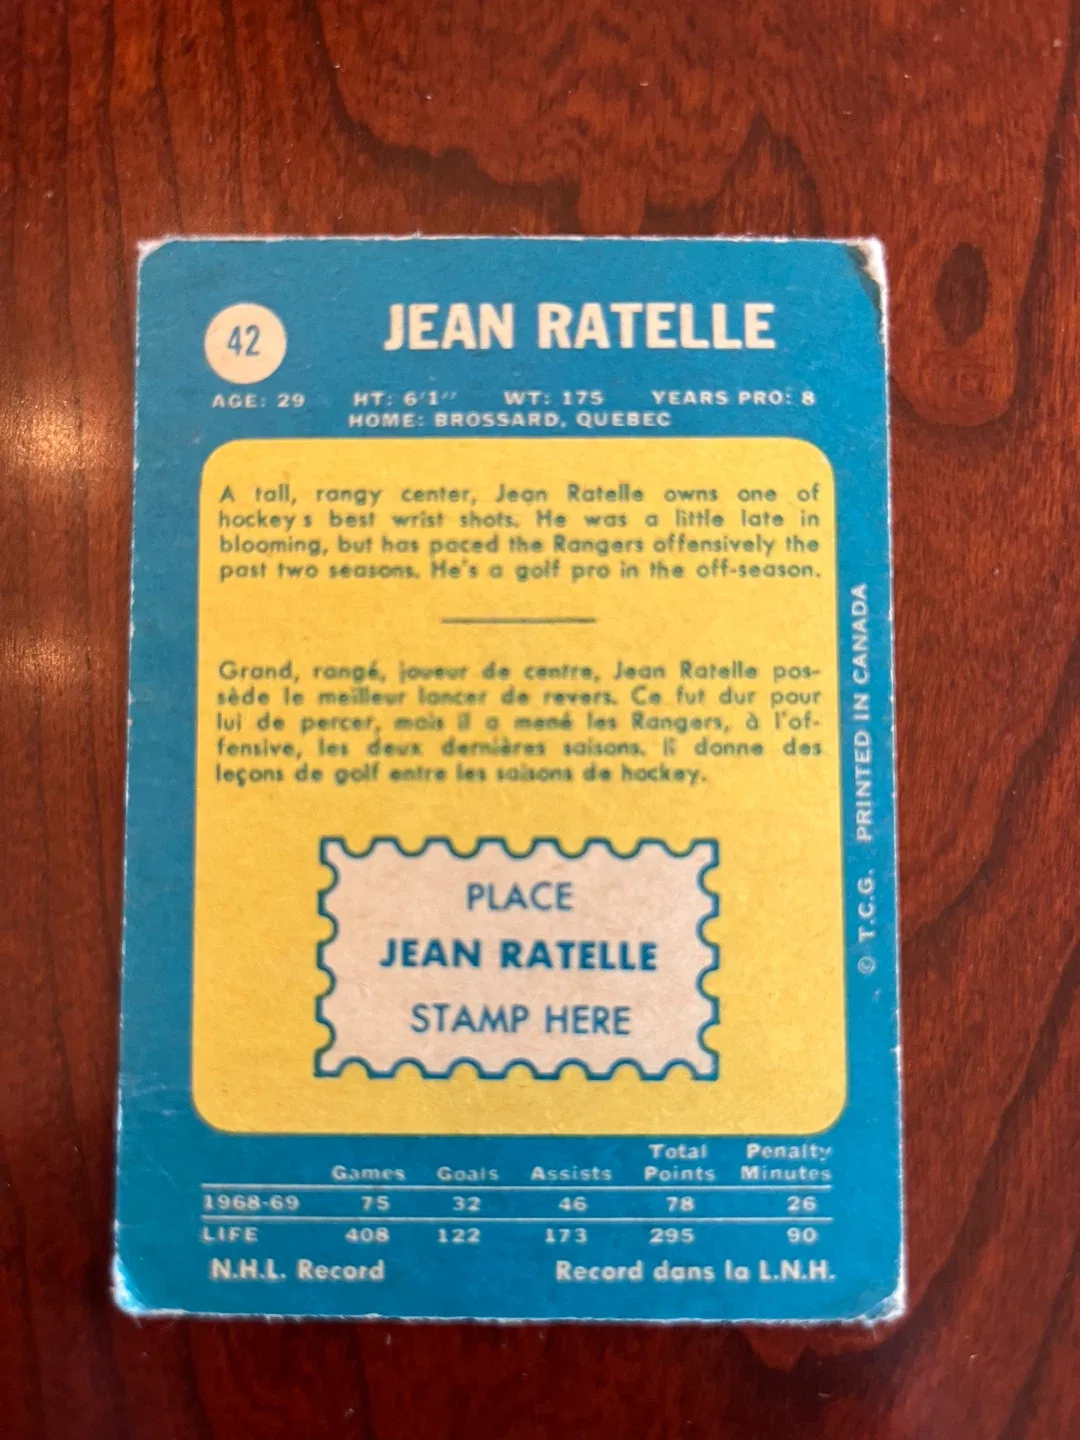 42
JEAN RATELLE
AGE: 29 HT: 6'1" WT: 175 YEARS PRO: 8
HOME: BROSSARD, QUEBEC
A tall, rangy center, Jean Ratelle owns one of
hockey s best wrist shots. He was a little late in
blooming, but has paced the Rangers offensively the
past two seasons. He's a golf pro in the off-season.
Grand, rangé, joueur de centre, Jean Ratelle pos-
sède le meilleur lancer de revers. Ce fut dur pour
lui de percer, mais il a mené les Rangers, à l'of-
fensive, les deux dernières saisons. Il donne des
leçons de golf entre les saisons de hockey.
PLACE
JEAN RATELLE
STAMP HERE
Games Goals Assists Total Points Penalty Minutes
1968-69 75 32 46 78 26
LIFE 408 122 173 295 90
N.H.L. Record Record dans la L.N.H.
© T.C.G. PRINTED IN CANADA